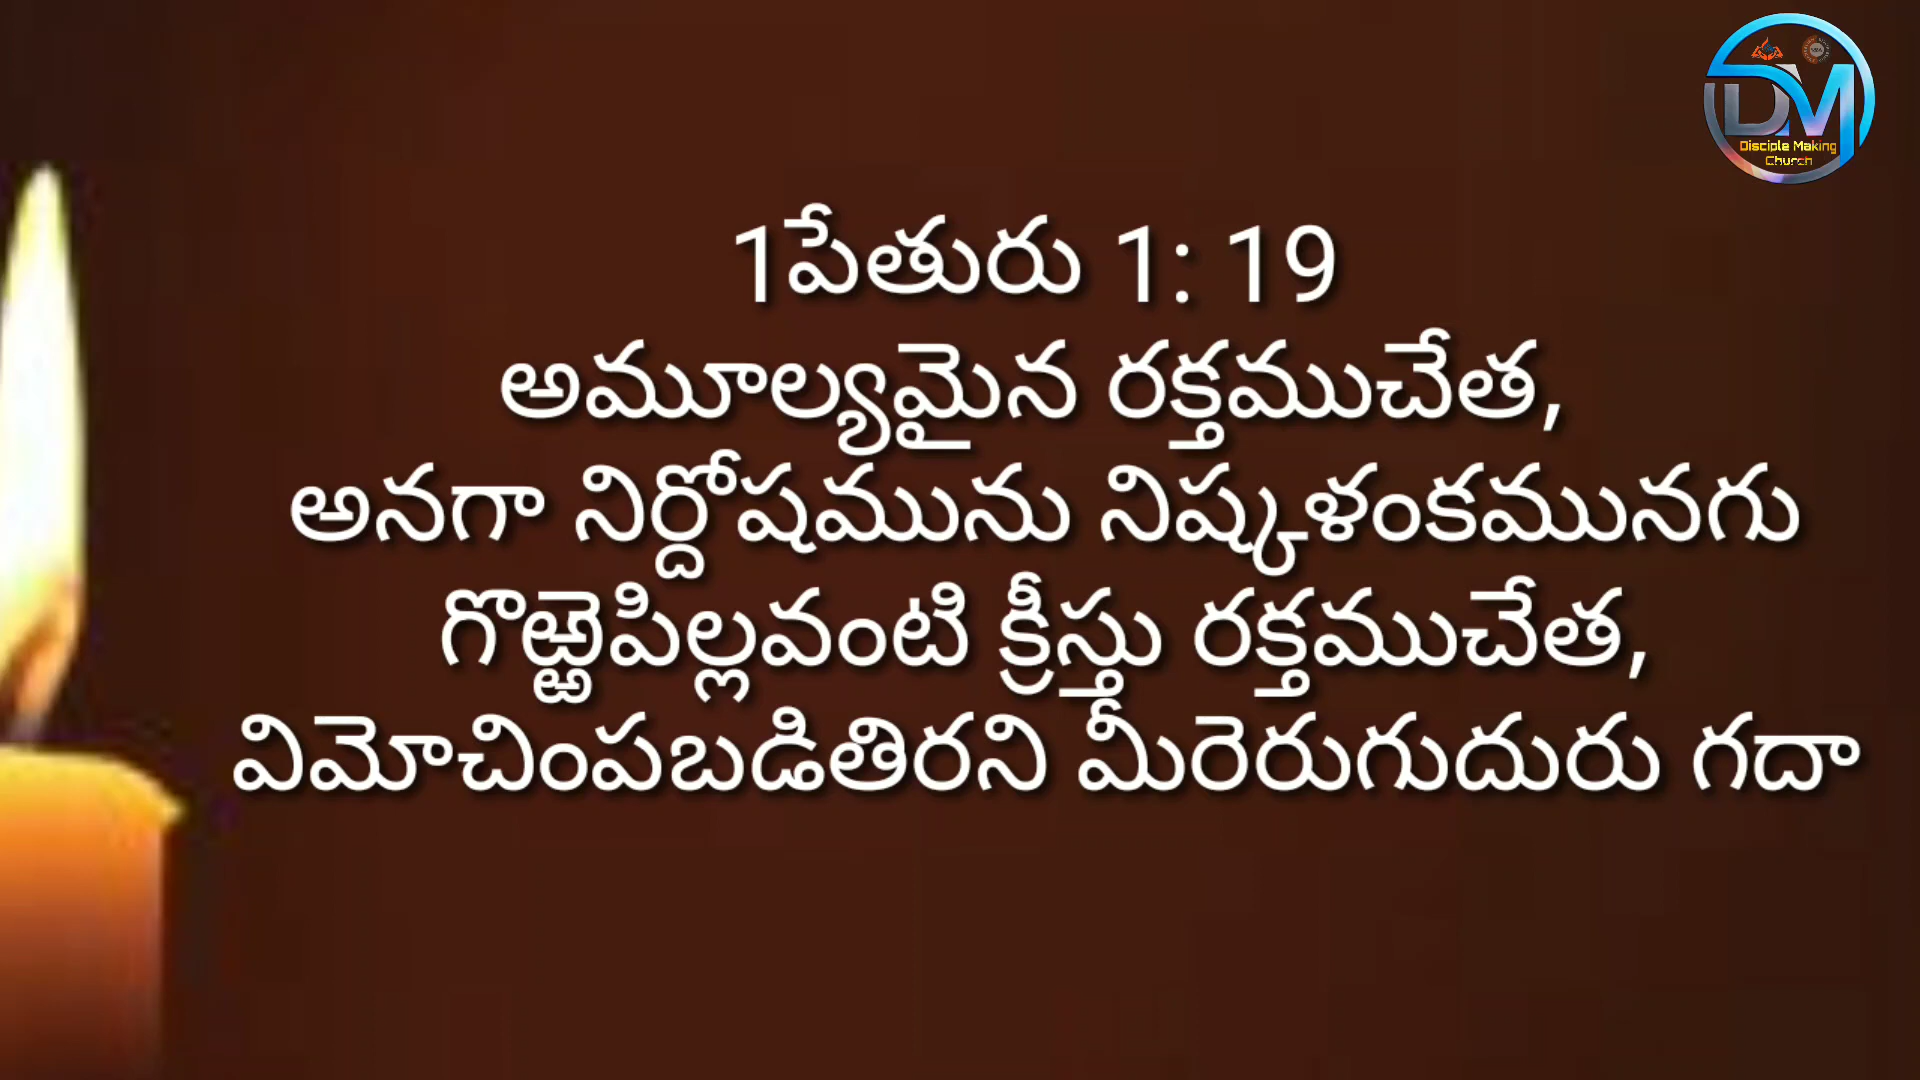 DM
Disciple Making
Church
1పేతురు 1: 19
అమూల్యమైన రక్తముచేత,
అనగా నిర్దోషమును నిష్కళంకమునగు
గొఱ్ఱెపిల్లవంటి క్రీస్తు రక్తముచేత,
విమోచింపబడితిరని మీరెరుగుదురు గదా